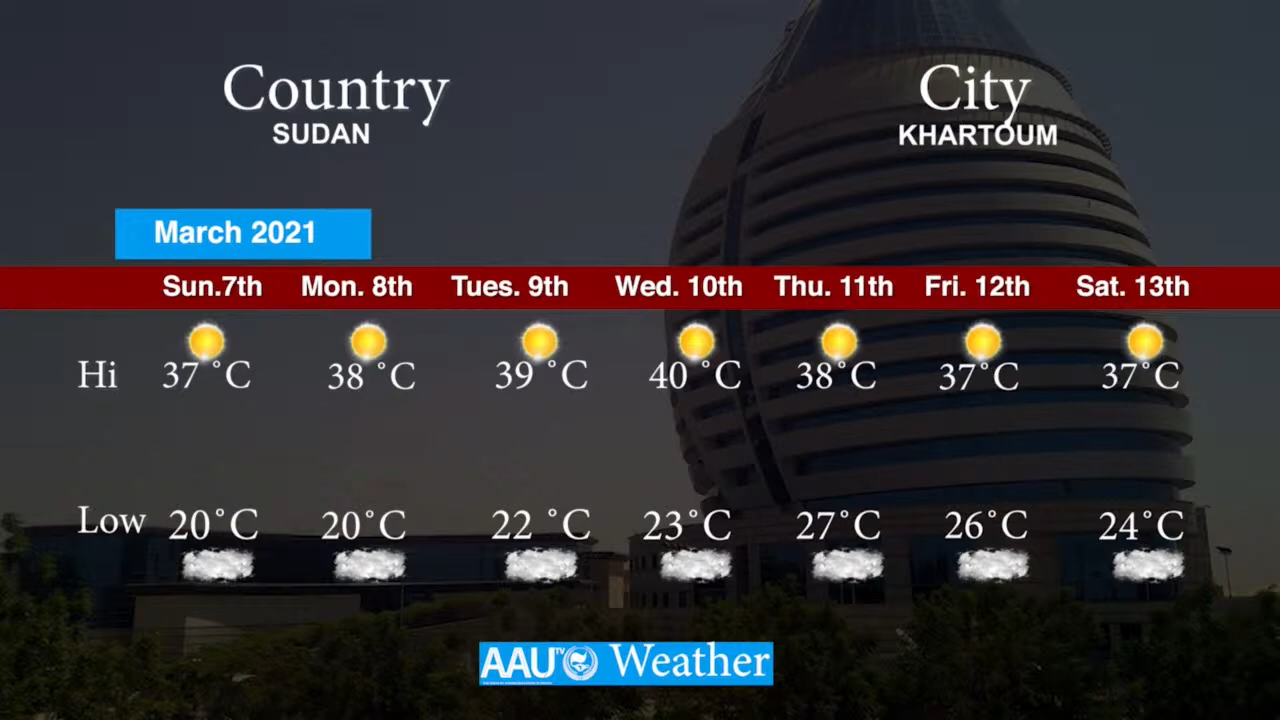 Country
SUDAN
City
KHARTOUM
March 2021
Sun.7th Mon. 8th Tues. 9th Wed. 10th Thu. 11th Fri. 12th Sat. 13th
Hi 37 °C 38 °C 39 °C 40 °C 38°C 37°C 37°C
Low 20°C 20°C 22 °C 23°C 27°C 26°C 24°C
AAU TV Weather